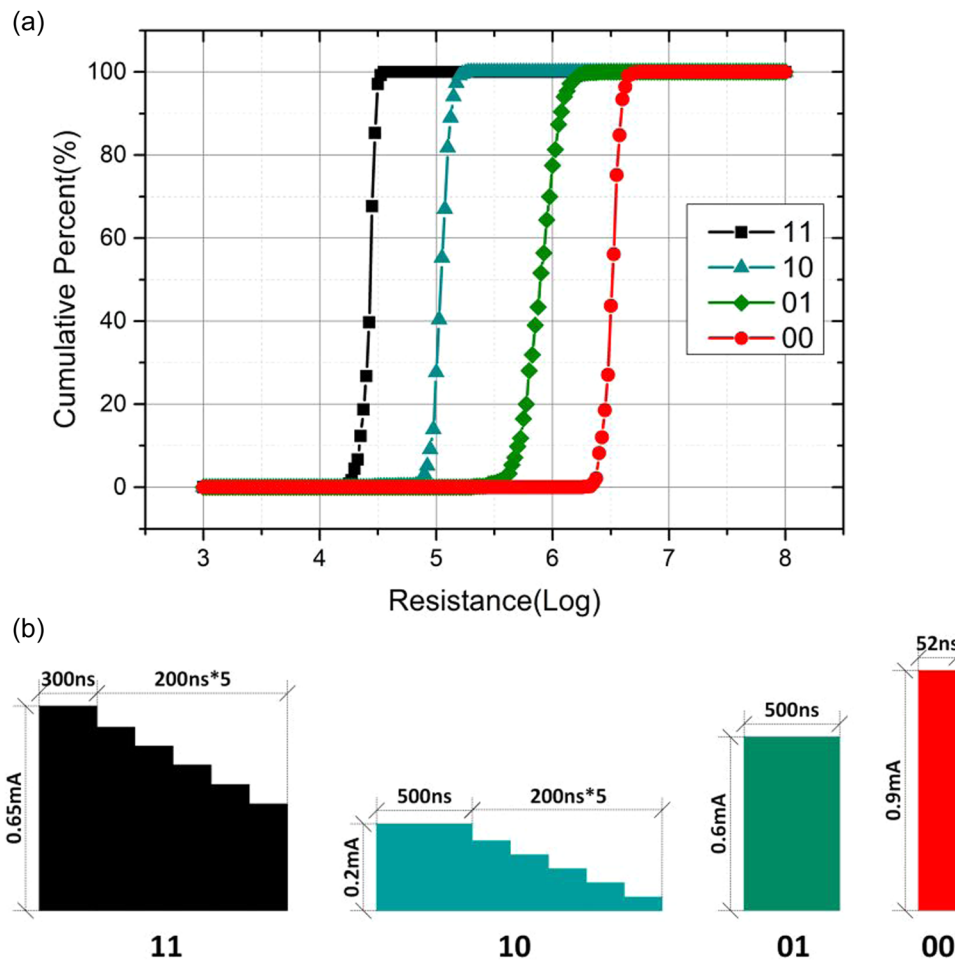 (a)
100
80
60
40
20
0
Cumulative Percent(%)
11
10
01
00
3 4 5 6 7 8
Resistance(Log)
(b)
300ns 200ns*5
0.65mA
11
500ns 200ns*5
0.2mA
10
500ns
0.6mA
01
52ns
0.9mA
00